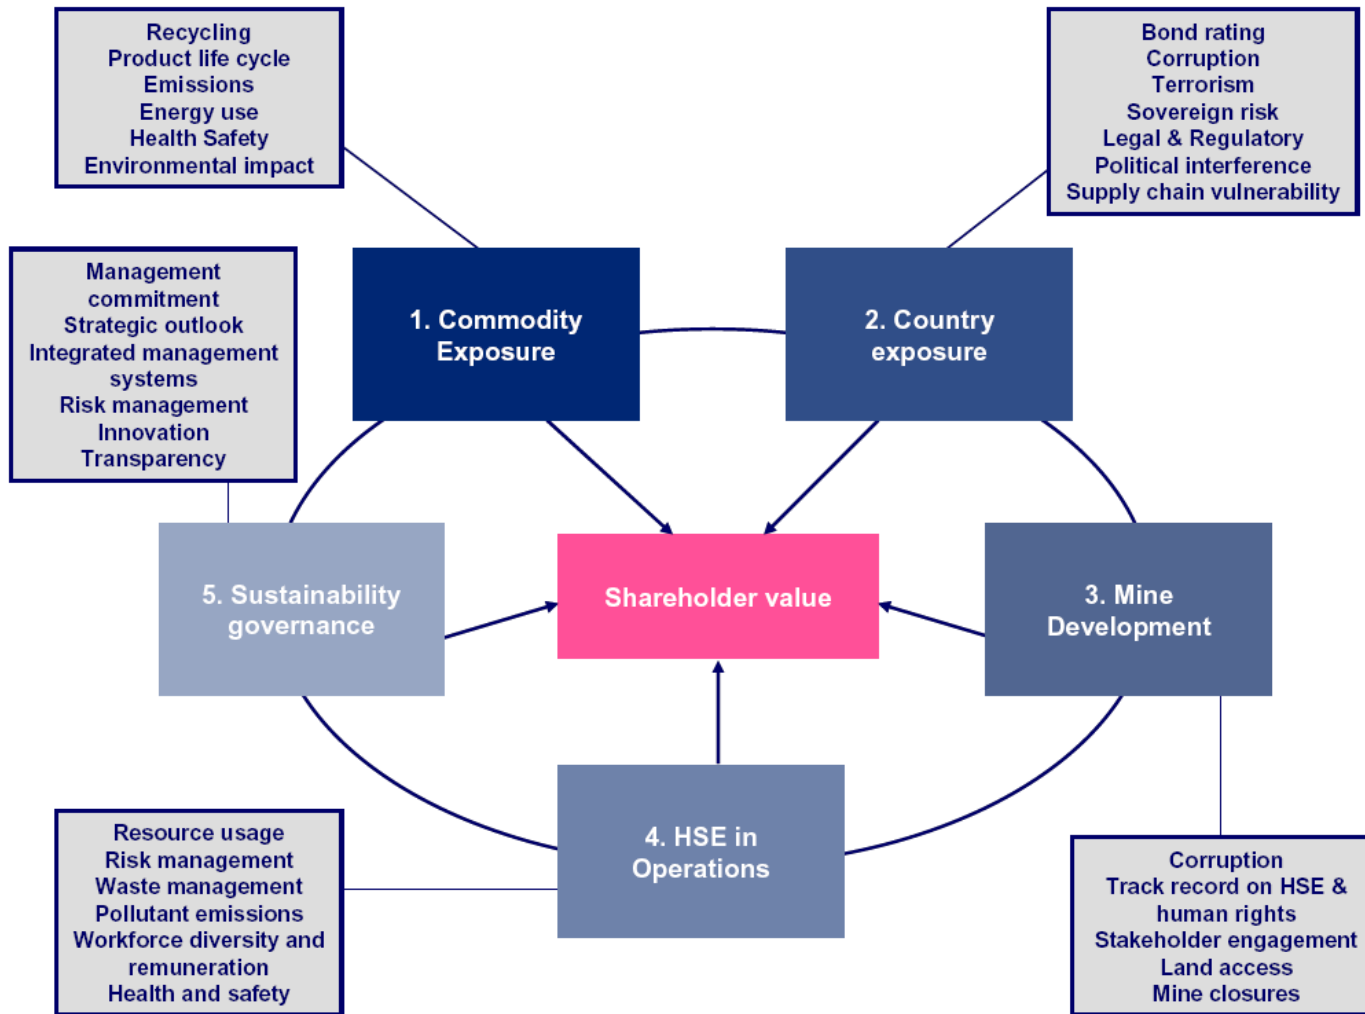 Recycling
Product life cycle
Emissions
Energy use
Health Safety
Environmental impact
Bond rating
Corruption
Terrorism
Sovereign risk
Legal & Regulatory
Political interference
Supply chain vulnerability
Management
commitment
Strategic outlook
Integrated management
systems
Risk management
Innovation
Transparency
1. Commodity
Exposure
2. Country
exposure
5. Sustainability
governance
Shareholder value
3. Mine
Development
4. HSE in
Operations
Resource usage
Risk management
Waste management
Pollutant emissions
Workforce diversity and
remuneration
Health and safety
Corruption
Track record on HSE &
human rights
Stakeholder engagement
Land access
Mine closures